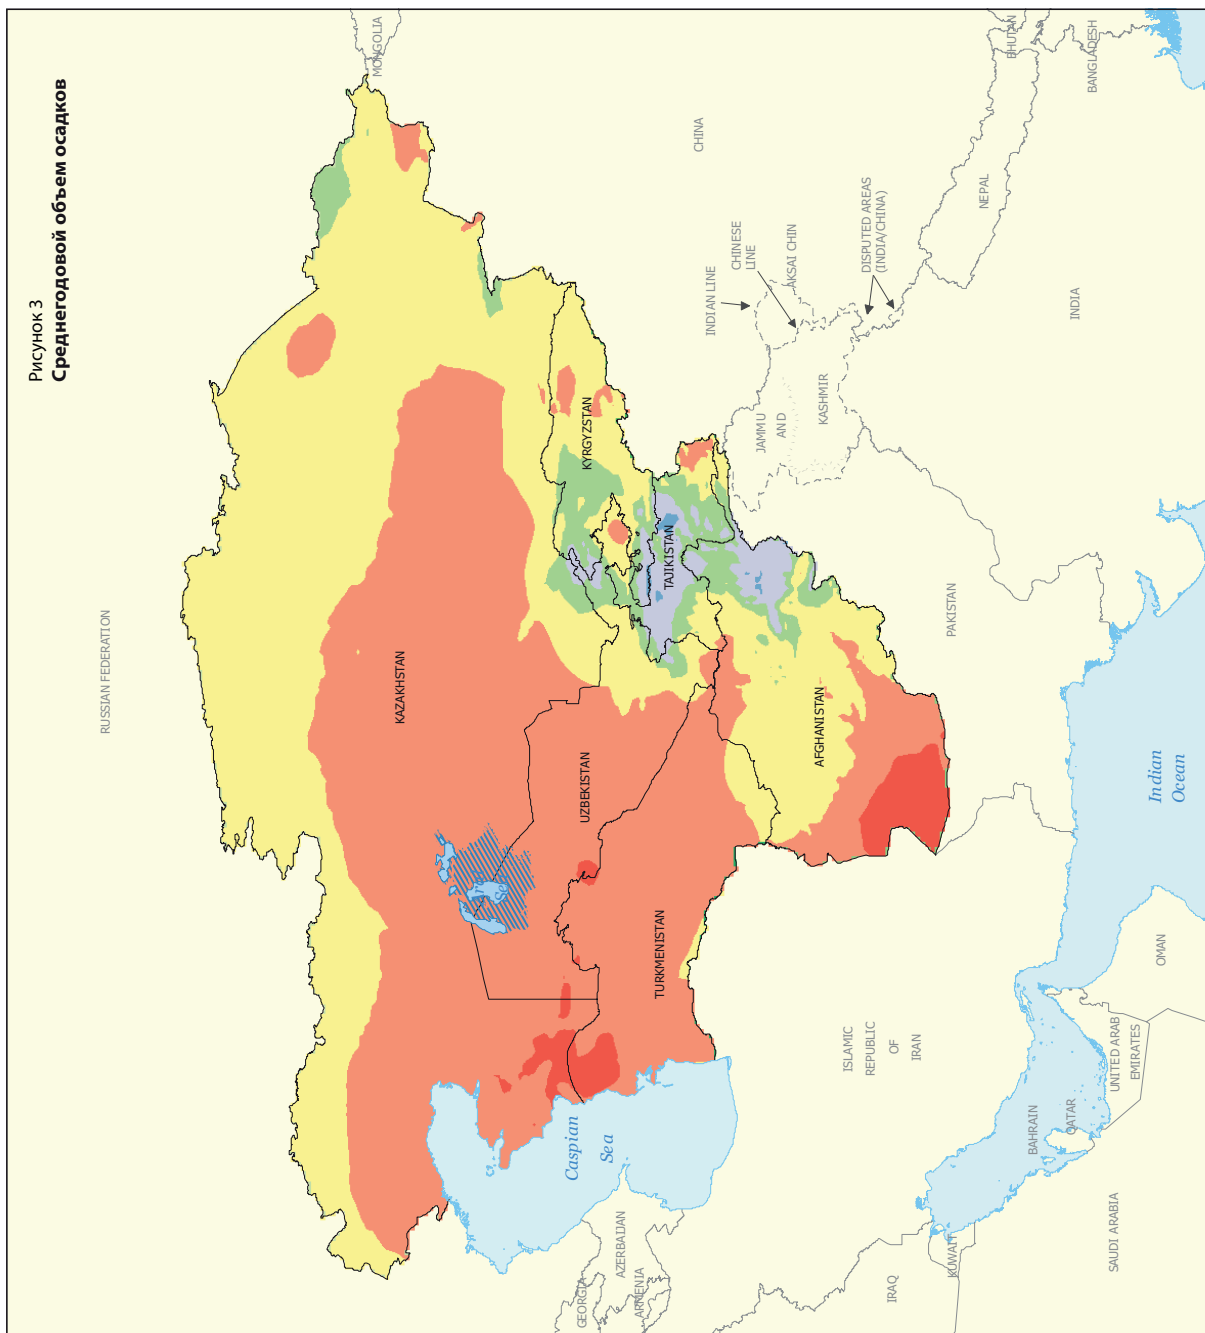 Рисунок 3
Среднегодовой объем осадков
RUSSIAN FEDERATION
MONGOLIA
KAZAKHSTAN
CHINA
GEORGIA
AZERBAIJAN
ARMENIA
Caspian
Sea
Sea
UZBEKISTAN
KYRGYZSTAN
TURKMENISTAN
TAJIKISTAN
AFGHANISTAN
INDIAN LINE
CHINESE
LINE
AKSAI CHIN
JAMMU
AND
KASHMIR
DISPUTED AREAS
(INDIA/CHINA)
ISLAMIC
REPUBLIC
OF
IRAN
IRAQ
KUWAIT
PAKISTAN
NEPAL
BHUTAN
BANGLADESH
INDIA
BAHRAIN
QATAR
SAUDI ARABIA
UNITED ARAB
EMIRATES
OMAN
Indian
Ocean